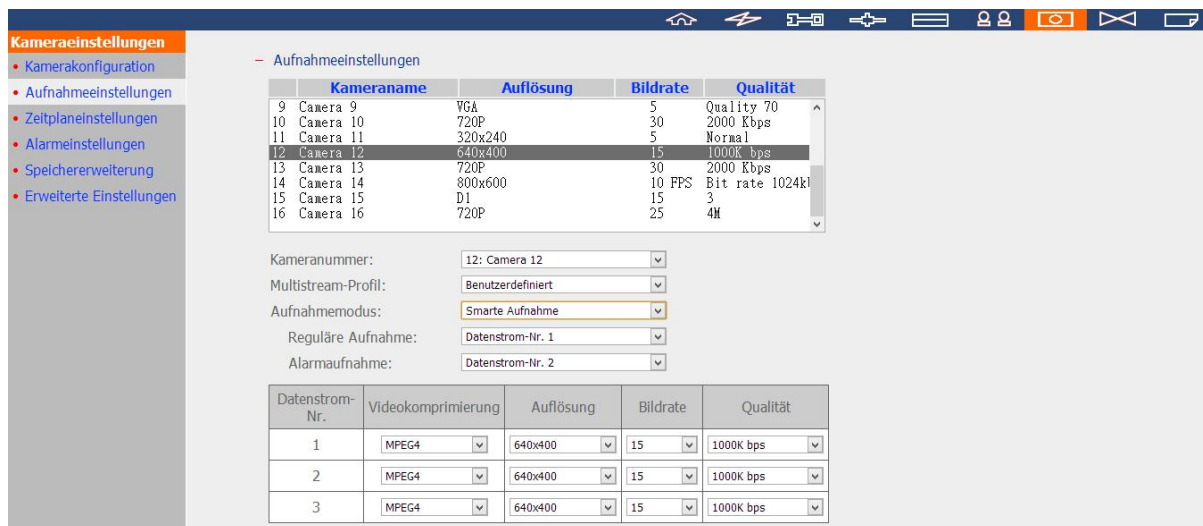 Kameraeinstellungen
• Kamerakonfiguration
• Aufnahmeeinstellungen
• Zeitplaneinstellungen
• Alarmeinstellungen
• Speichererweiterung
• Erweiterte Einstellungen
− Aufnahmeeinstellungen
Kameraname Auflösung Bildrate Qualität
9 Camera 9 VGA 5 Quality 70
10 Camera 10 720P 30 2000 Kbps
11 Camera 11 320x240 5 Normal
12 Camera 12 640x400 15 1000K bps
13 Camera 13 720P 30 2000 Kbps
14 Camera 14 800x600 10 FPS Bit rate 1024k
15 Camera 15 D1 15 3
16 Camera 16 720P 25 4M
Kameranummer: 12: Camera 12
Multistream-Profil: Benutzerdefiniert
Aufnahmemodus: Smarte Aufnahme
Reguläre Aufnahme: Datenstrom-Nr. 1
Alarmaufnahme: Datenstrom-Nr. 2
Datenstrom-Nr. Videokomprimierung Auflösung Bildrate Qualität
1 MPEG4 640x400 15 1000K bps
2 MPEG4 640x400 15 1000K bps
3 MPEG4 640x400 15 1000K bps